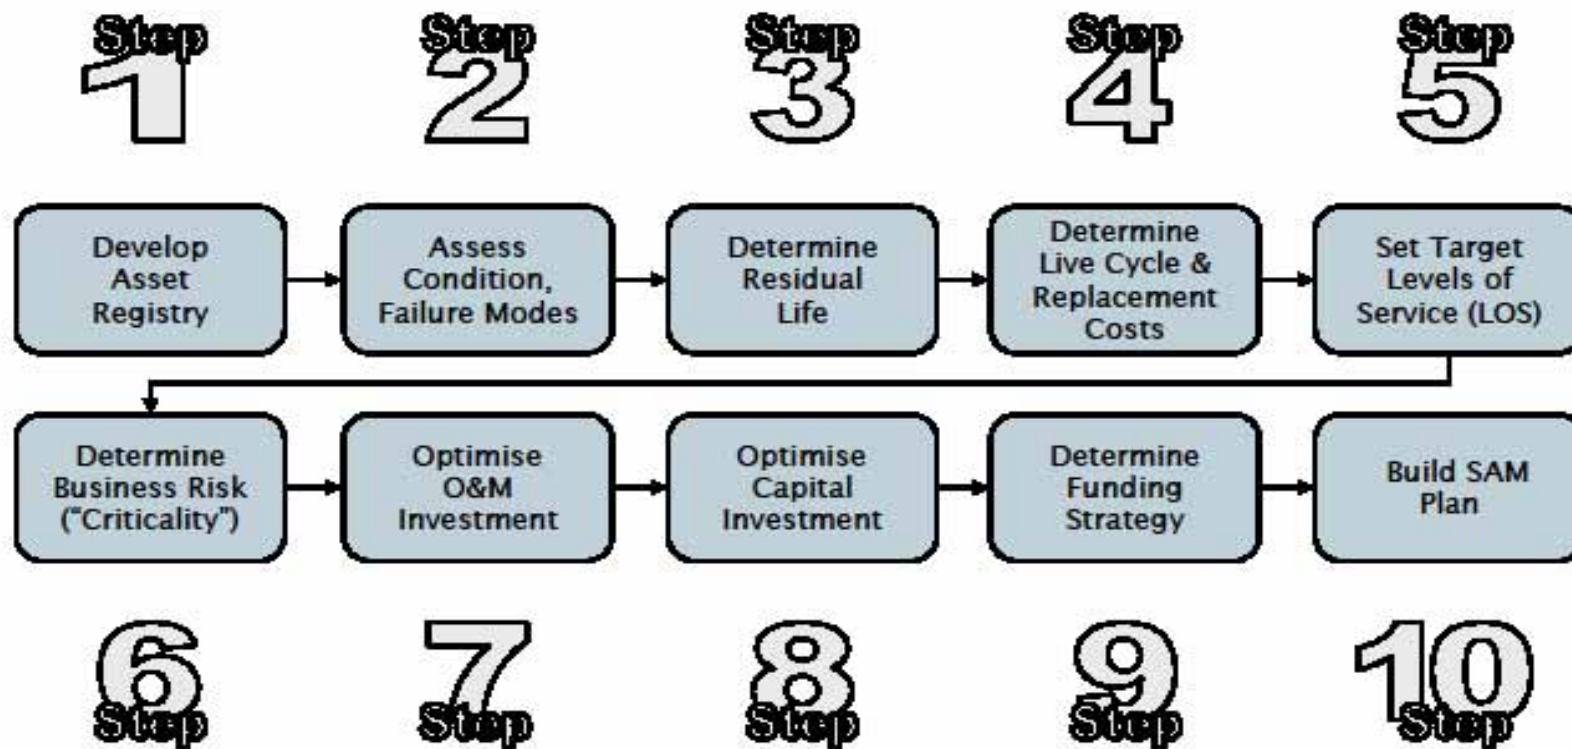 Step
1
Step
2
Step
3
Step
4
Step
5
Develop
Asset
Registry
Assess
Condition,
Failure Modes
Determine
Residual
Life
Determine
Live Cycle &
Replacement
Costs
Set Target
Levels of
Service (LOS)
Determine
Business Risk
(“Criticality”)
Optimise
O&M
Investment
Optimise
Capital
Investment
Determine
Funding
Strategy
Build SAM
Plan
6
Step
7
Step
8
Step
9
Step
10
Step